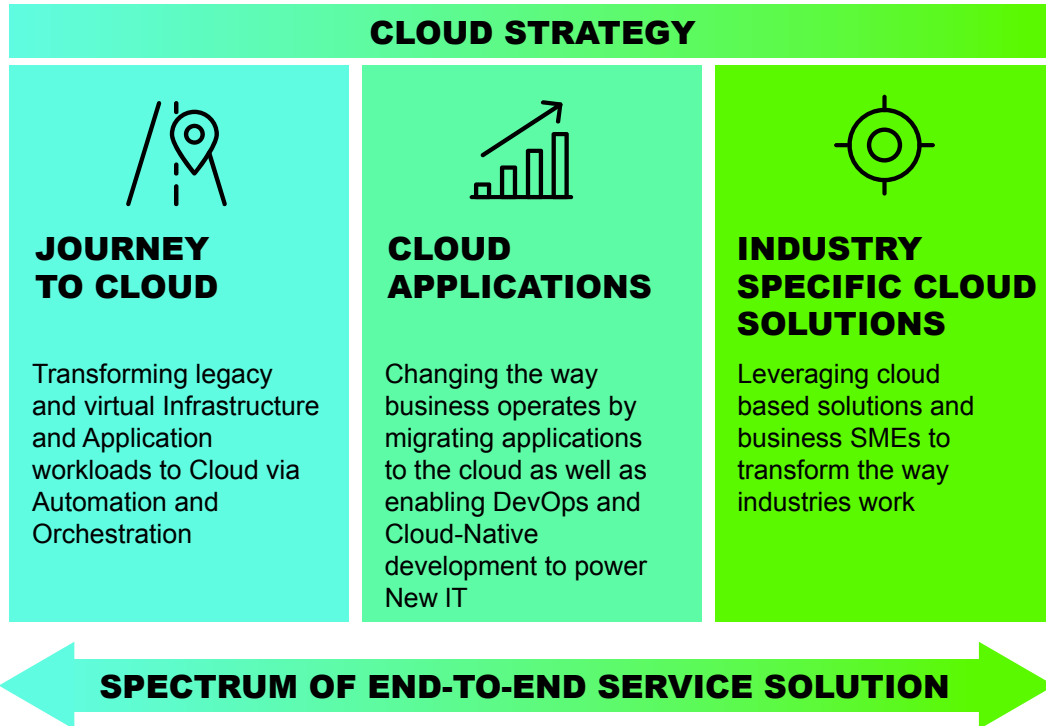 CLOUD STRATEGY
JOURNEY
TO CLOUD
Transforming legacy
and virtual Infrastructure
and Application
workloads to Cloud via
Automation and
Orchestration
CLOUD
APPLICATIONS
Changing the way
business operates by
migrating applications
to the cloud as well as
enabling DevOps and
Cloud-Native
development to power
New IT
INDUSTRY
SPECIFIC CLOUD
SOLUTIONS
Leveraging cloud
based solutions and
business SMEs to
transform the way
industries work
SPECTRUM OF END-TO-END SERVICE SOLUTION